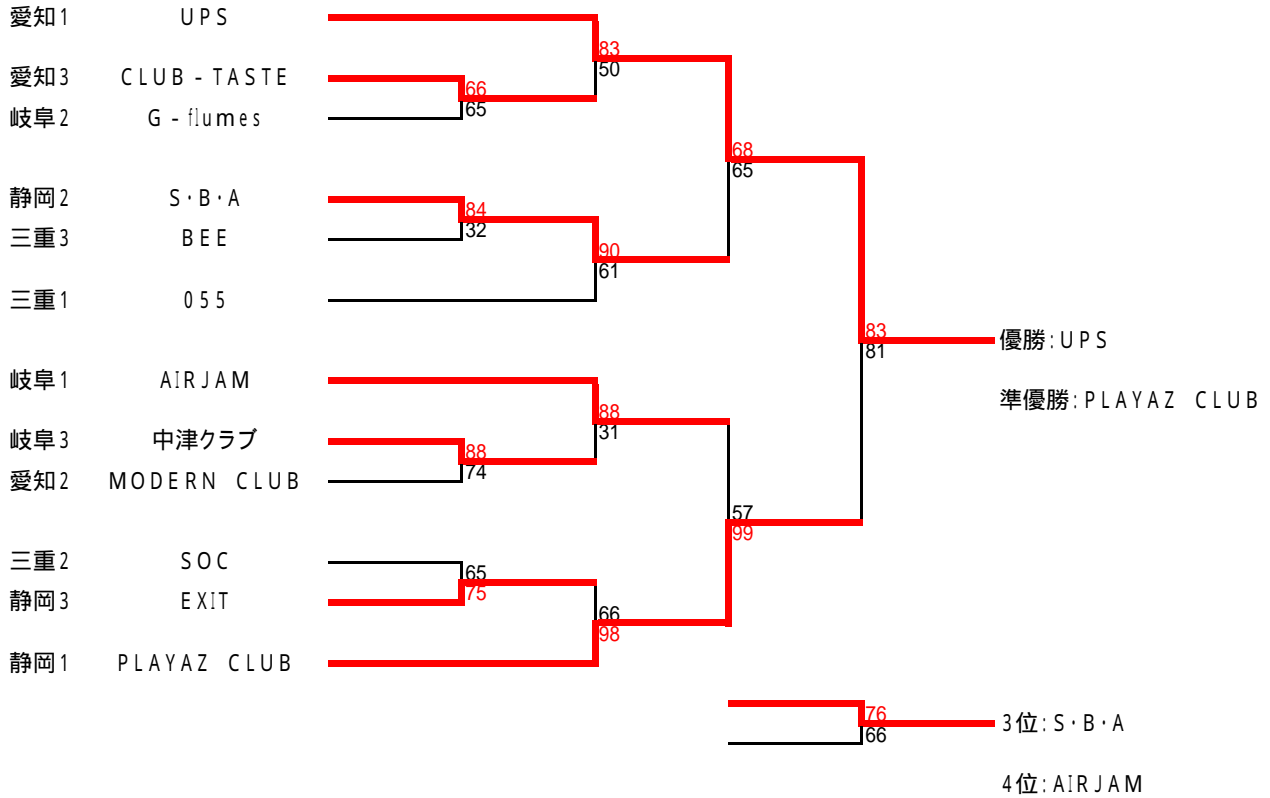 愛知1 UPS
83
50
愛知3 CLUB-TASTE
66
65
岐阜2 G-flumes
68
65
静岡2 S・B・A
84
32
三重3 BEE
90
61
三重1 055
83
81
優勝:UPS
岐阜1 AIRJAM
準優勝:PLAYAZ CLUB
88
31
岐阜3 中津クラブ
88
74
愛知2 MODERN CLUB
57
99
三重2 SOC
65
75
静岡3 EXIT
66
98
静岡1 PLAYAZ CLUB
76
66
3位:S・B・A
4位:AIRJAM